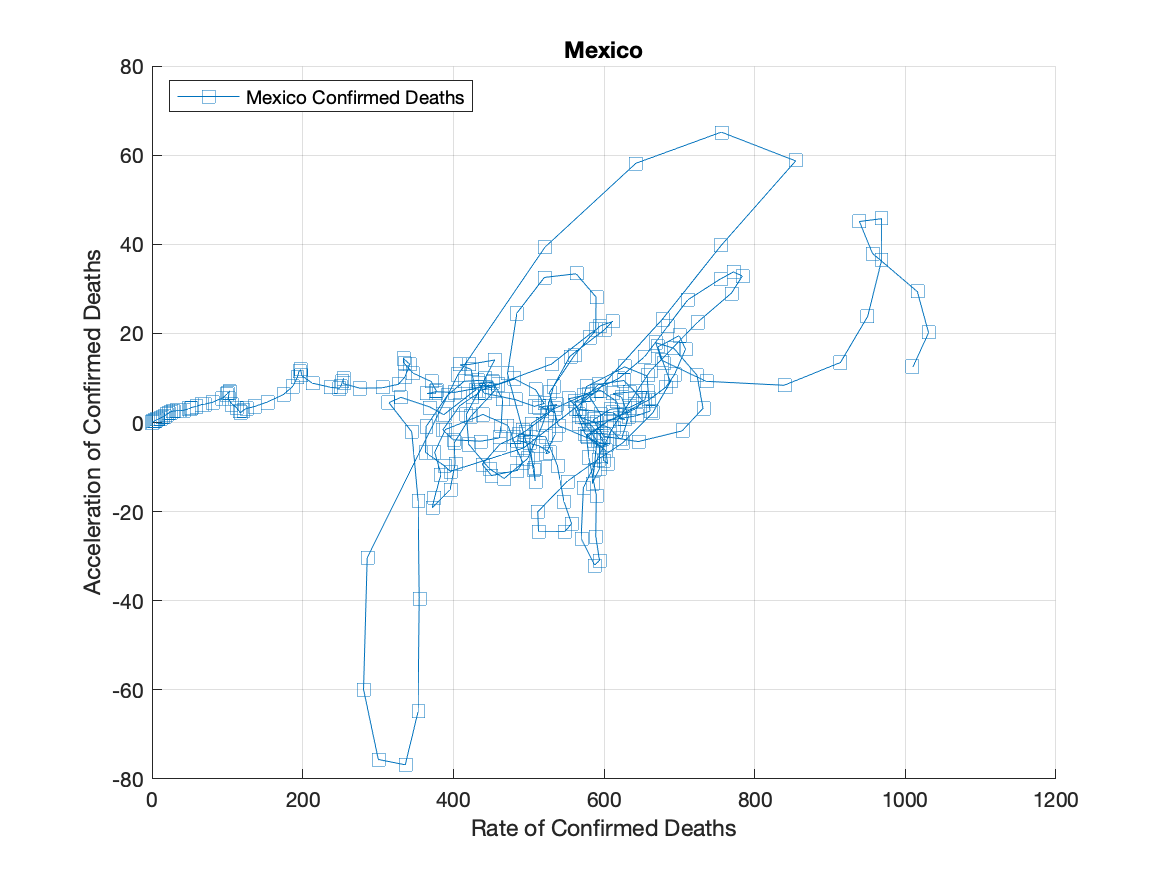 Mexico
Mexico Confirmed Deaths
80
60
40
20
0
-20
-40
-60
-80
0 200 400 600 800 1000 1200
Acceleration of Confirmed Deaths
Rate of Confirmed Deaths